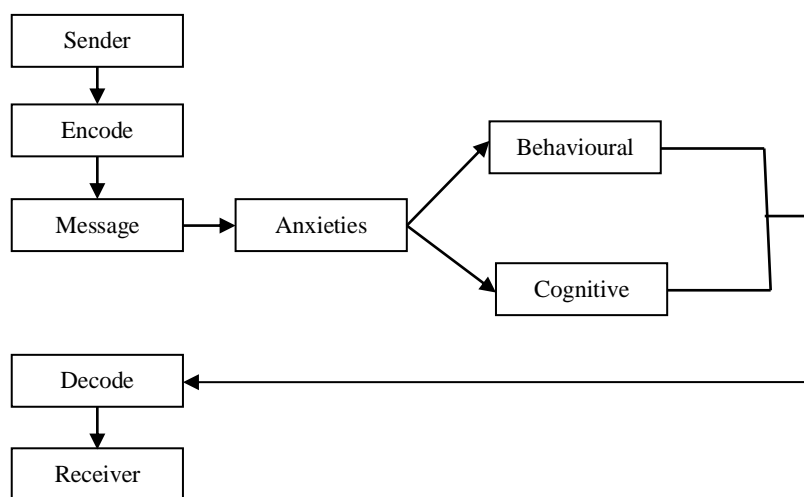 Sender
Encode
Behavioural
Message
Anxieties
Cognitive
Decode
Receiver